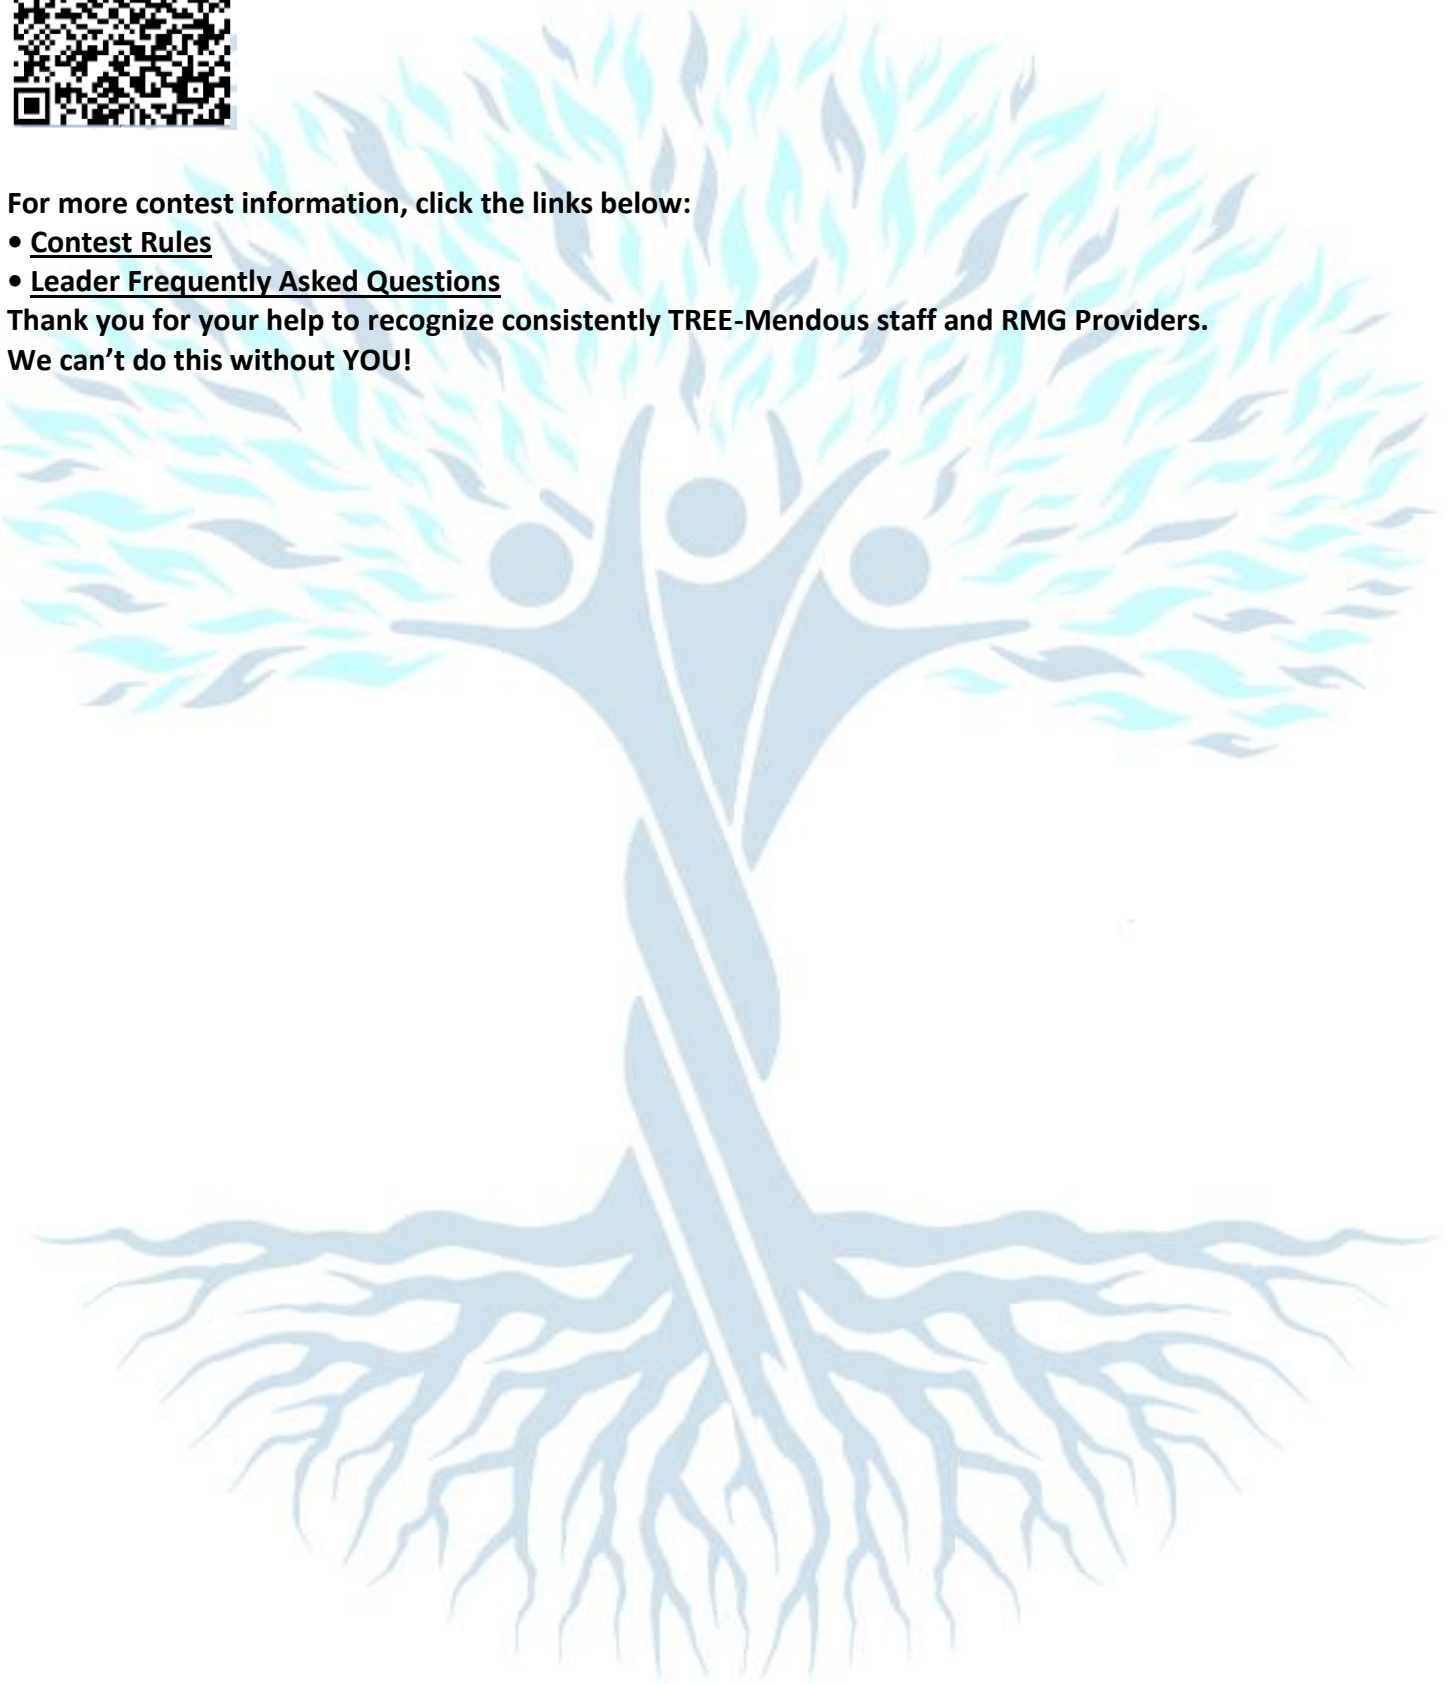 For more contest information, click the links below:
• Contest Rules
• Leader Frequently Asked Questions
Thank you for your help to recognize consistently TREE-Mendous staff and RMG Providers.
We can’t do this without YOU!